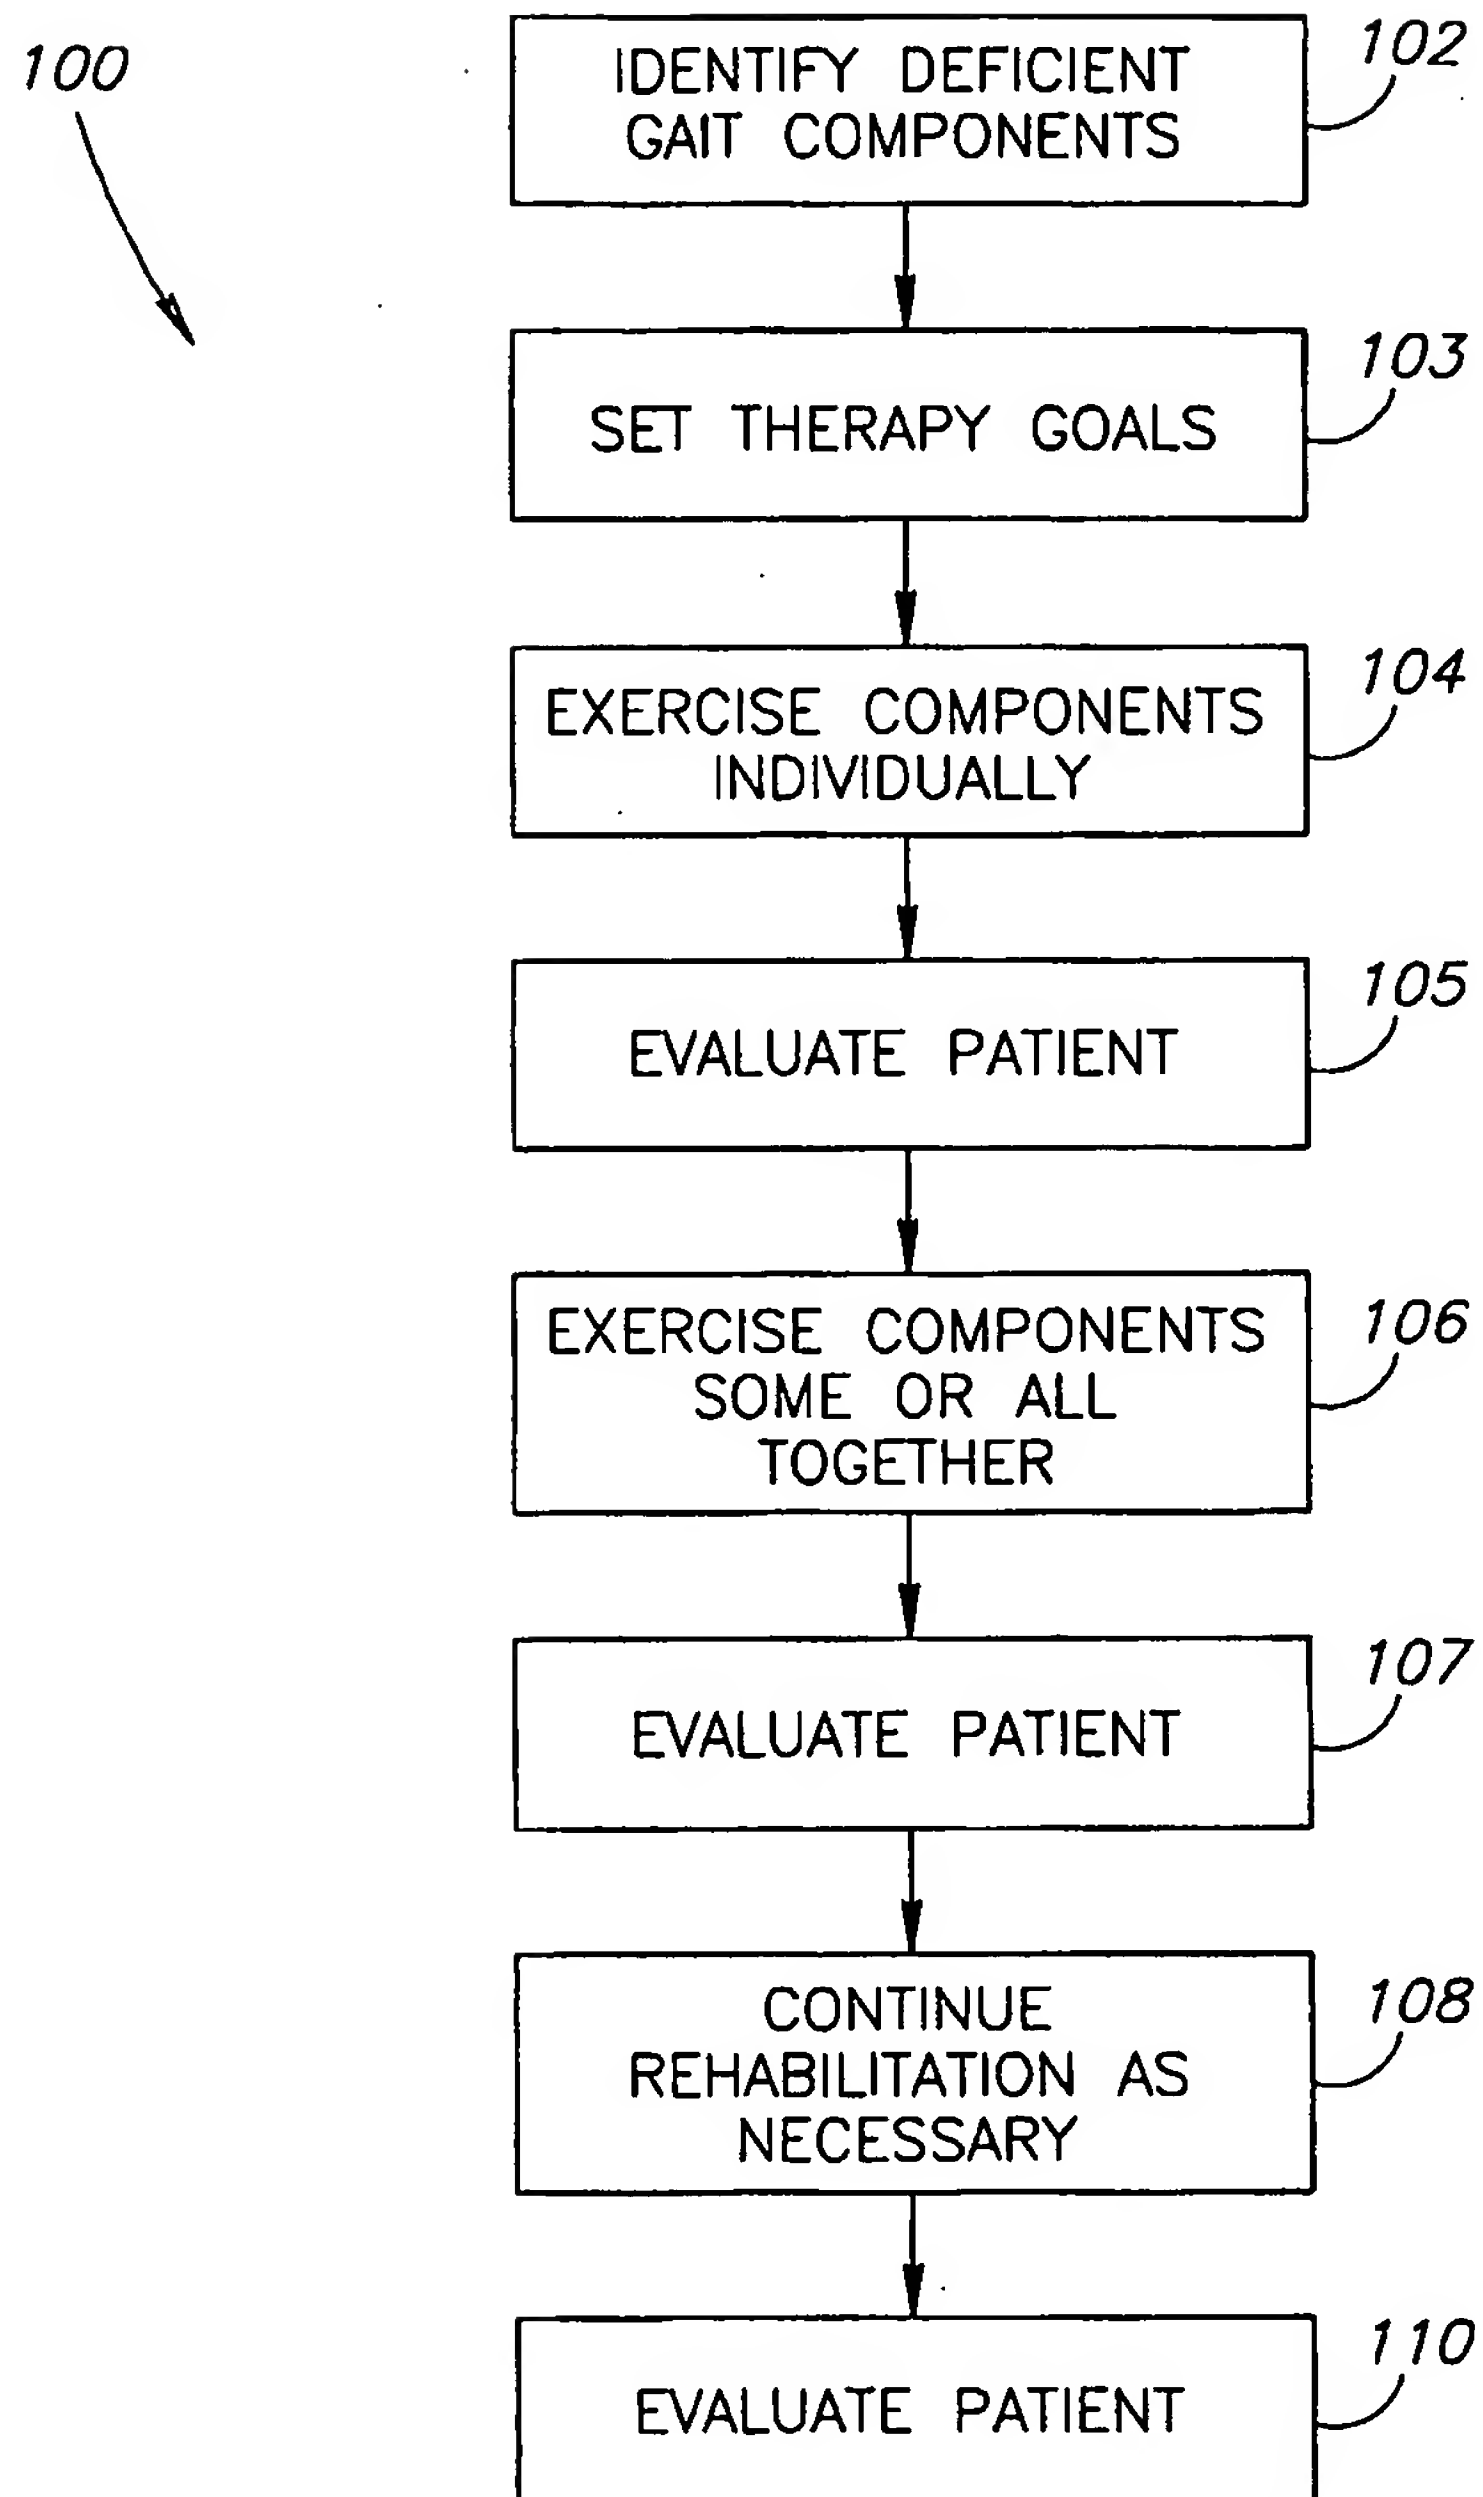 100
IDENTIFY DEFICIENT
GAIT COMPONENTS
102
SET THERAPY GOALS
103
EXERCISE COMPONENTS
INDIVIDUALLY
104
EVALUATE PATIENT
105
EXERCISE COMPONENTS
SOME OR ALL
TOGETHER
106
EVALUATE PATIENT
107
CONTINUE
REHABILITATION AS
NECESSARY
108
EVALUATE PATIENT
110